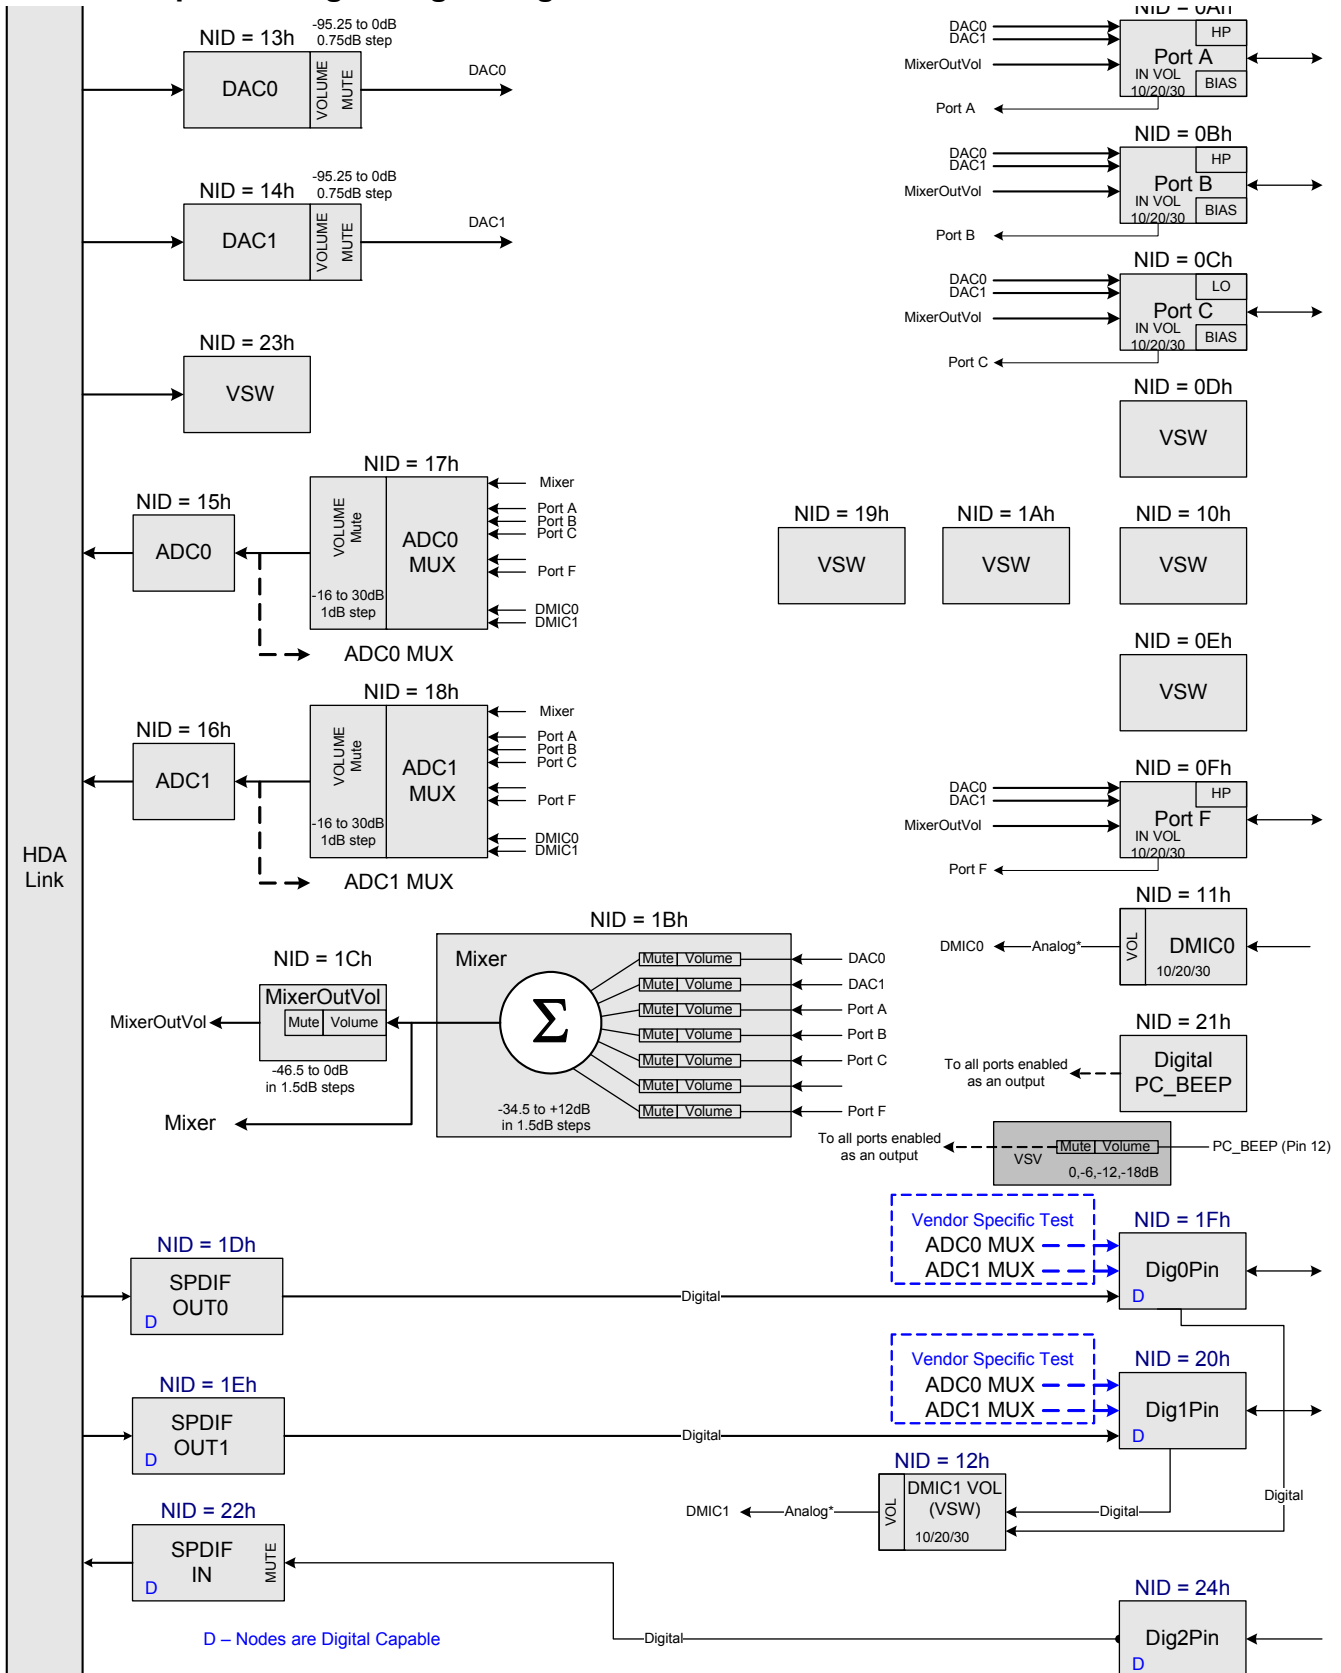 NID = 13h
-95.25 to 0dB
0.75dB step
DAC0
VOLUME
MUTE
DAC0
NID = 14h
-95.25 to 0dB
0.75dB step
DAC1
VOLUME
MUTE
DAC1
NID = 23h
VSW
NID = 17h
NID = 15h
ADC0
VOLUME
Mute
-16 to 30dB
1dB step
ADC0
MUX
Mixer
Port A
Port B
Port C
Port F
DMIC0
DMIC1
ADC0 MUX
NID = 18h
NID = 16h
ADC1
VOLUME
Mute
-16 to 30dB
1dB step
ADC1
MUX
Mixer
Port A
Port B
Port C
Port F
DMIC0
DMIC1
ADC1 MUX
HDA
Link
NID = 0Ah
DAC0
DAC1
MixerOutVol
HP
Port A
IN VOL
10/20/30
BIAS
Port A
NID = 0Bh
DAC0
DAC1
MixerOutVol
HP
Port B
IN VOL
10/20/30
BIAS
Port B
NID = 0Ch
DAC0
DAC1
MixerOutVol
LO
Port C
IN VOL
10/20/30
BIAS
Port C
NID = 0Dh
VSW
NID = 19h
VSW
NID = 1Ah
VSW
NID = 10h
VSW
NID = 0Eh
VSW
NID = 0Fh
DAC0
DAC1
MixerOutVol
HP
Port F
IN VOL
10/20/30
Port F
NID = 11h
DMIC0
Analog*
VOL
DMIC0
10/20/30
NID = 1Bh
Mixer
Σ
Mute Volume DAC0
Mute Volume DAC1
Mute Volume Port A
Mute Volume Port B
Mute Volume Port C
Mute Volume
Mute Volume Port F
-34.5 to +12dB
in 1.5dB steps
NID = 1Ch
MixerOutVol
Mute Volume
MixerOutVol
-46.5 to 0dB
in 1.5dB steps
Mixer
NID = 21h
To all ports enabled
as an output
Digital
PC_BEEP
To all ports enabled
as an output
VSV
Mute Volume
0,-6,-12,-18dB
PC_BEEP (Pin 12)
NID = 1Dh
SPDIF
OUT0
D
Digital
Vendor Specific Test
ADC0 MUX
ADC1 MUX
NID = 1Fh
Dig0Pin
D
NID = 1Eh
SPDIF
OUT1
D
Digital
Vendor Specific Test
ADC0 MUX
ADC1 MUX
NID = 20h
Dig1Pin
D
NID = 12h
DMIC1
Analog*
VOL
DMIC1 VOL
(VSW)
10/20/30
Digital
Digital
NID = 22h
SPDIF
IN
D
MUTE
Digital
NID = 24h
Dig2Pin
D
D – Nodes are Digital Capable